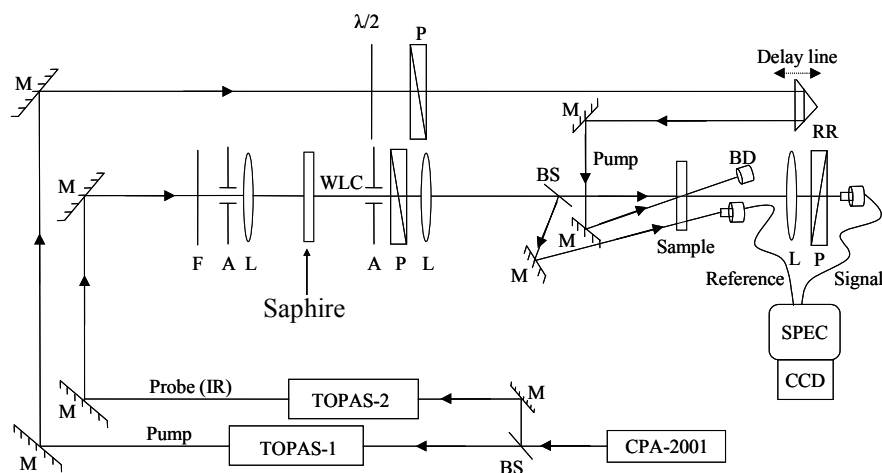 λ/2
P
M
Delay line
M
RR
M
WLC
BS
Pump
BD
F
A
L
A
P
L
M
M
Sample
L
P
Saphire
Reference
Signal
SPEC
CCD
Probe (IR)
TOPAS-2
M
M
Pump
TOPAS-1
CPA-2001
M
BS